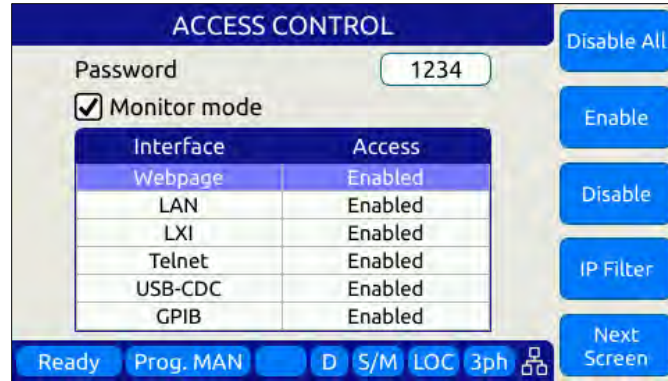 ACCESS CONTROL
Password 1234
Monitor mode
Interface Access
Webpage Enabled
LAN Enabled
LXI Enabled
Telnet Enabled
USB-CDC Enabled
GPIB Enabled
Ready Prog. MAN D S/M LOC 3ph
Disable All
Enable
Disable
IP Filter
Next
Screen